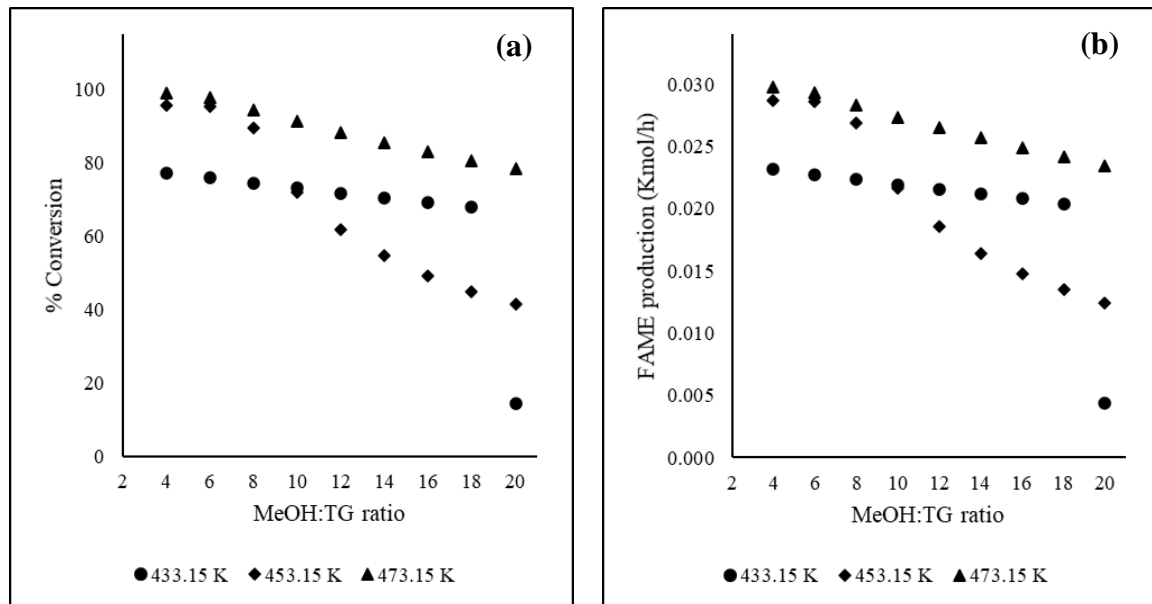 (a)
100
80
60
40
20
0
% Conversion
2 4 6 8 10 12 14 16 18 20
MeOH:TG ratio
433.15 K 453.15 K 473.15 K
(b)
0.030
0.025
0.020
0.015
0.010
0.005
0.000
FAME production (Kmol/h)
2 4 6 8 10 12 14 16 18 20
MeOH:TG ratio
433.15 K 453.15 K 473.15 K